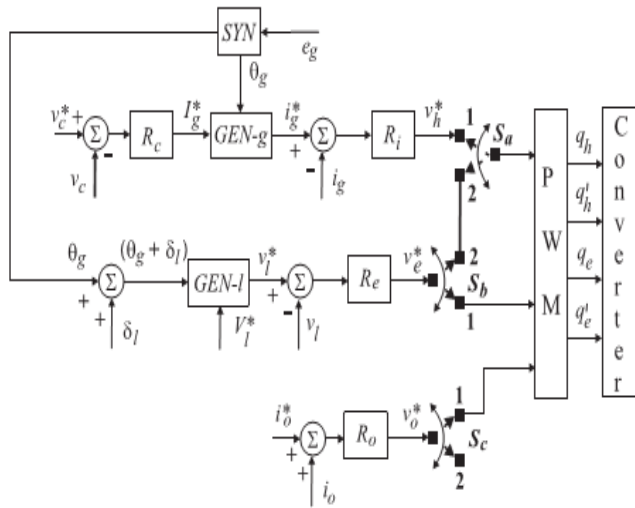 SYN
e_g
θ_g
v_c* +
Σ
-
v_c
R_c
I_g*
GEN-g
i_g*
+
Σ
-
i_g
R_i
v_h*
1
S_a
2
P W M
q_h
q_h'
q_e
q_e'
Converter
θ_g
+
Σ
+
δ_l
(θ_g + δ_l)
GEN-l
V_l*
v_l*
+
Σ
-
v_l
R_e
v_e*
2
S_b
1
i_o*
+
Σ
+
i_o
R_o
v_o*
1
S_c
2